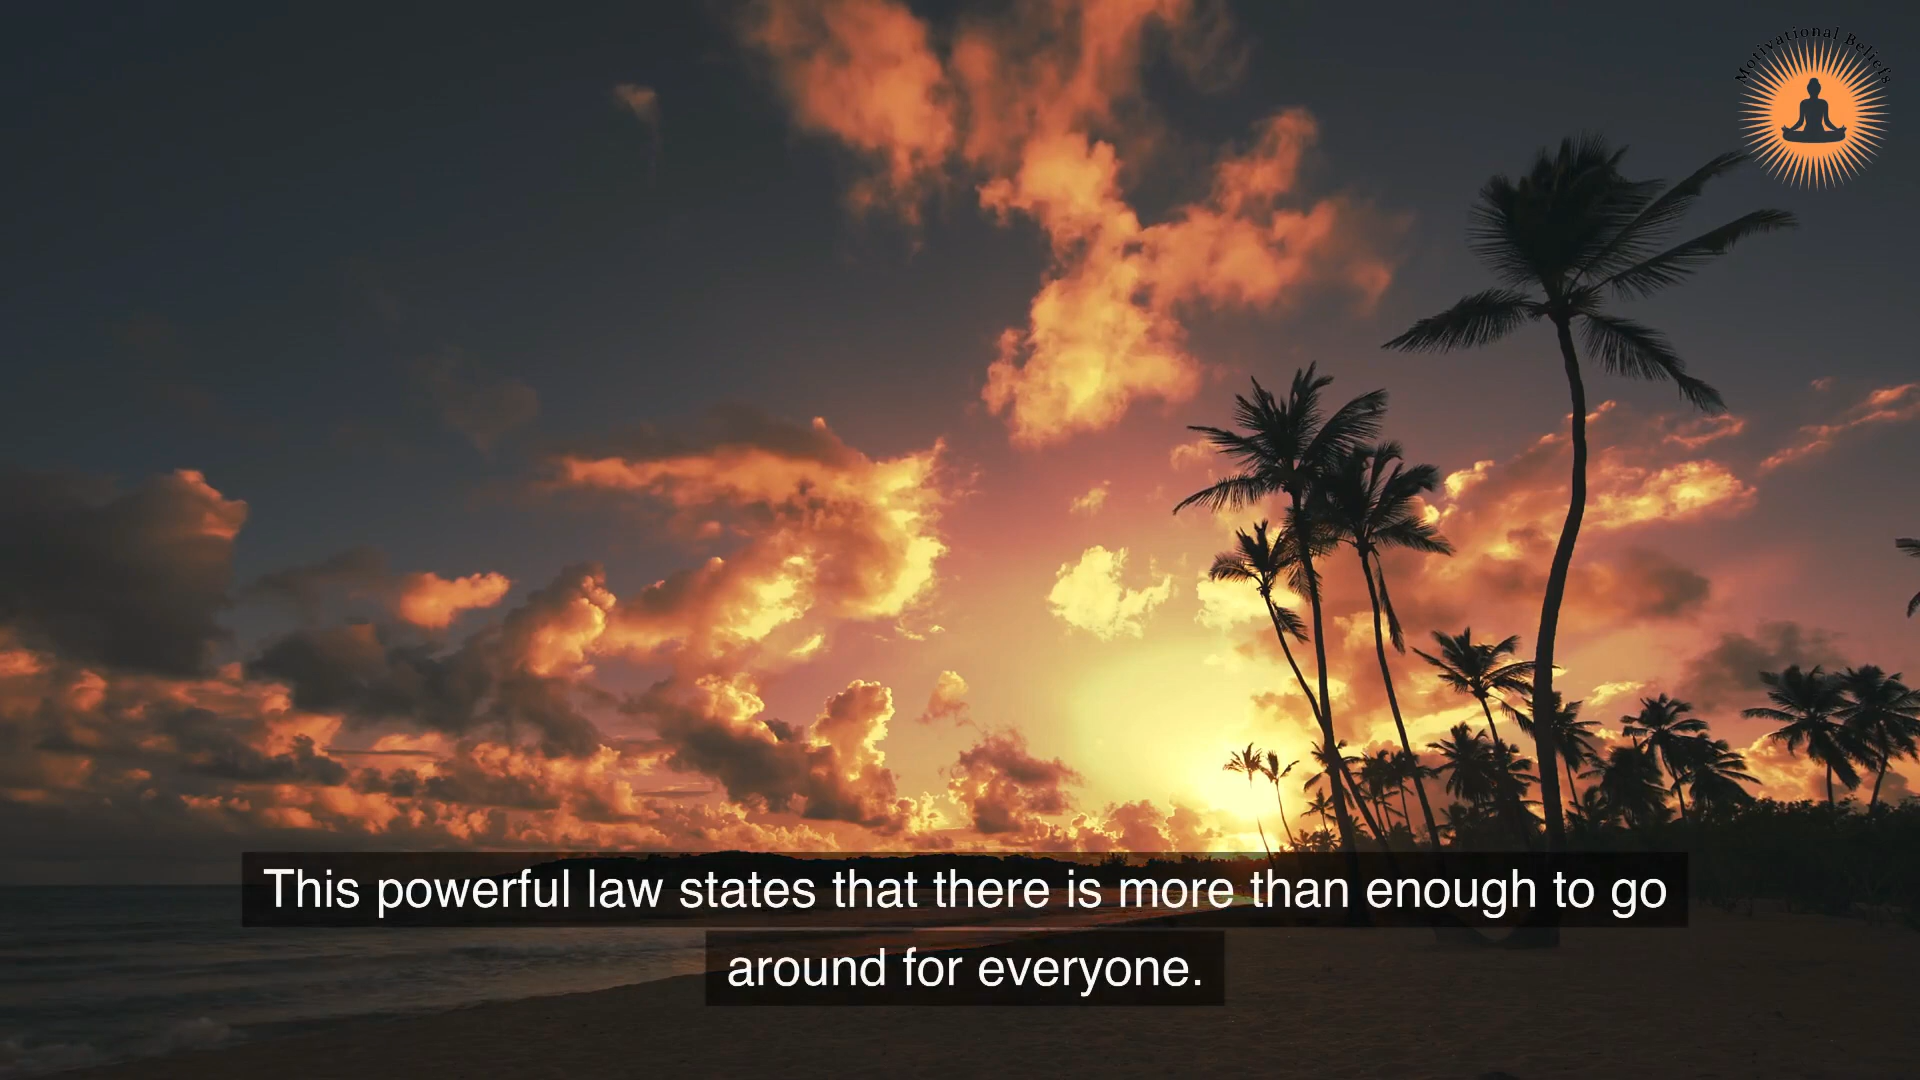 Motivational Beliefs
This powerful law states that there is more than enough to go
around for everyone.